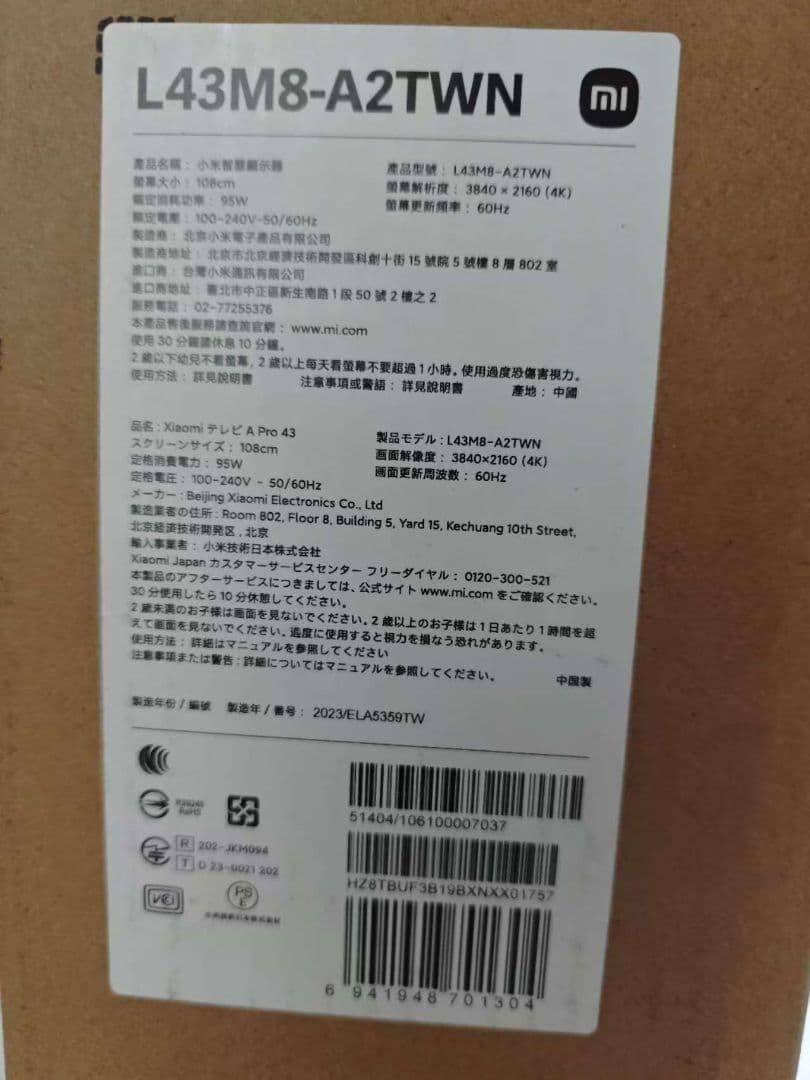 L43M8-A2TWN
mi
產品名稱：小米智慧顯示器
產品型號：L43M8-A2TWN
螢幕大小：108cm
螢幕解析度：3840 × 2160 (4K)
額定消耗功率：95W
螢幕更新頻率：60Hz
額定電壓：100-240V~50/60Hz
製造商：北京小米電子產品有限公司
製造商地址：北京市北京經濟技術開發區科創十街 15 號院 5 號樓 8 層 802 室
進口商：台灣小米通訊有限公司
進口商地址：臺北市中正區新生南路 1 段 50 號 2 樓之 2
服務電話：02-77255376
本產品售後服務請查詢官網：www.mi.com
使用 30 分鐘請休息 10 分鐘。
2 歲以下幼兒不看螢幕，2 歲以上每天看螢幕不要超過 1 小時。使用過度恐傷害視力。
使用方法：詳見說明書 注意事項或警語：詳見說明書 產地：中國
品名：Xiaomi テレビ A Pro 43
製品モデル：L43M8-A2TWN
スクリーンサイズ：108cm
画面解像度：3840×2160 (4K)
定格消費電力：95W
画面更新周波数：60Hz
定格電圧：100-240V ~ 50/60Hz
メーカー：Beijing Xiaomi Electronics Co., Ltd
製造業者の住所：Room 802, Floor 8, Building 5, Yard 15, Kechuang 10th Street,
北京経済技術開発区，北京
輸入事業者：小米技術日本株式会社
Xiaomi Japan カスタマーサービスセンター フリーダイヤル：0120-300-521
本製品のアフターサービスにつきましては、公式サイト www.mi.com をご確認ください。
30 分使用したら 10 分休憩してください。
2 歳未満のお子様は画面を見ないでください。2 歳以上のお子様は 1 日あたり 1 時間を超
えて画面を見ないでください。過度に使用すると視力を損なう恐れがあります。
使用方法：詳細はマニュアルを参照してください
注意事項または警告：詳細についてはマニュアルを参照してください。
中国製
製造年份 / 編號 製造年 / 番号：2023/ELA5359TW
51404/106100007037
RoHS
R 202-JKM094
T D 23-0021 202
HZ8TBUF3B19BXNXX01757
VCCI
PS
E
6 941948 701304